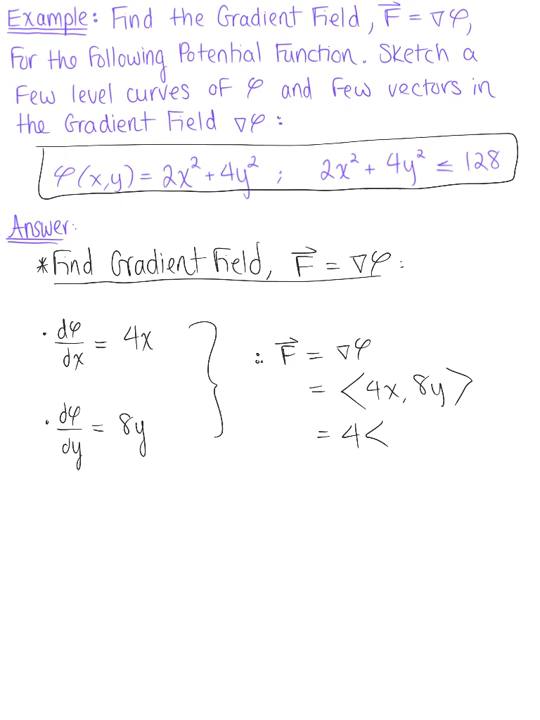 Example: Find the Gradient Field, F⃗ = ∇φ,
For the Following Potential Function. Sketch a
Few level curves of φ and Few vectors in
the Gradient Field ∇φ:
φ(x,y) = 2x² + 4y² ; 2x² + 4y² ≤ 128
Answer:
*Find Gradient Field, F⃗ = ∇φ:
• dφ/dx = 4x
• dφ/dy = 8y
∴ F⃗ = ∇φ
= <4x, 8y>
= 4<